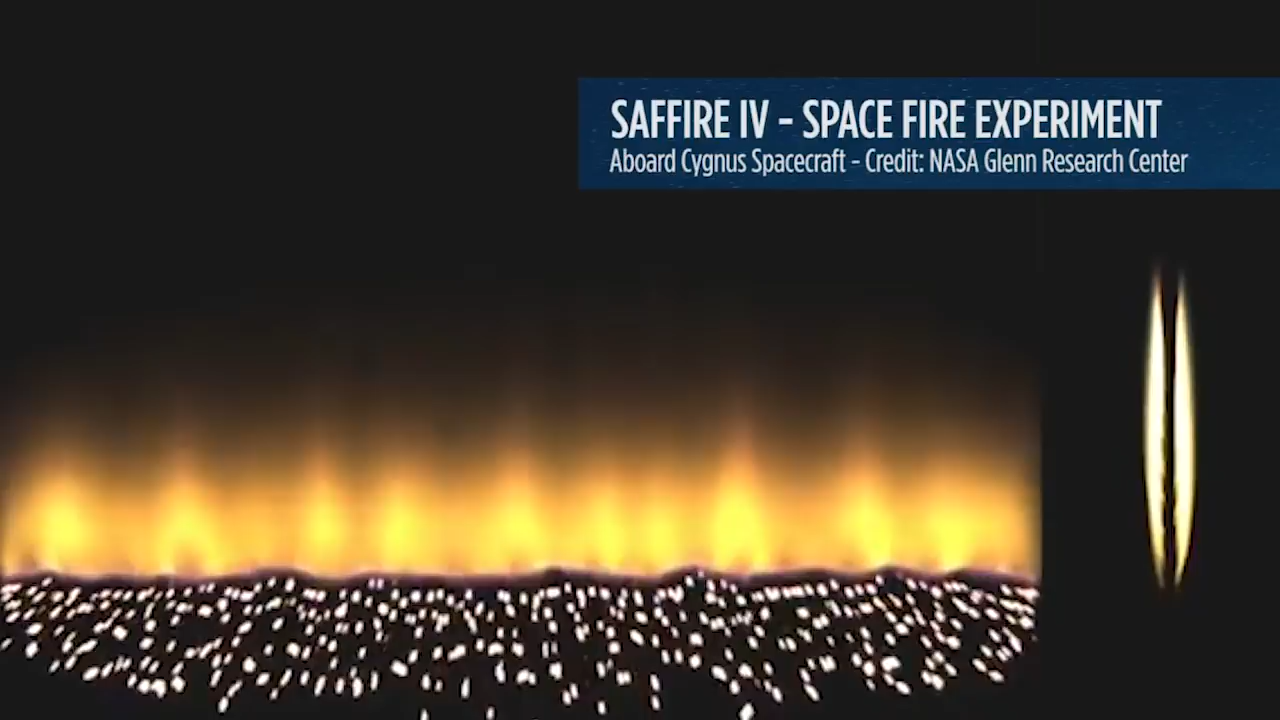 SAFFIRE IV - SPACE FIRE EXPERIMENT
Aboard Cygnus Spacecraft - Credit: NASA Glenn Research Center